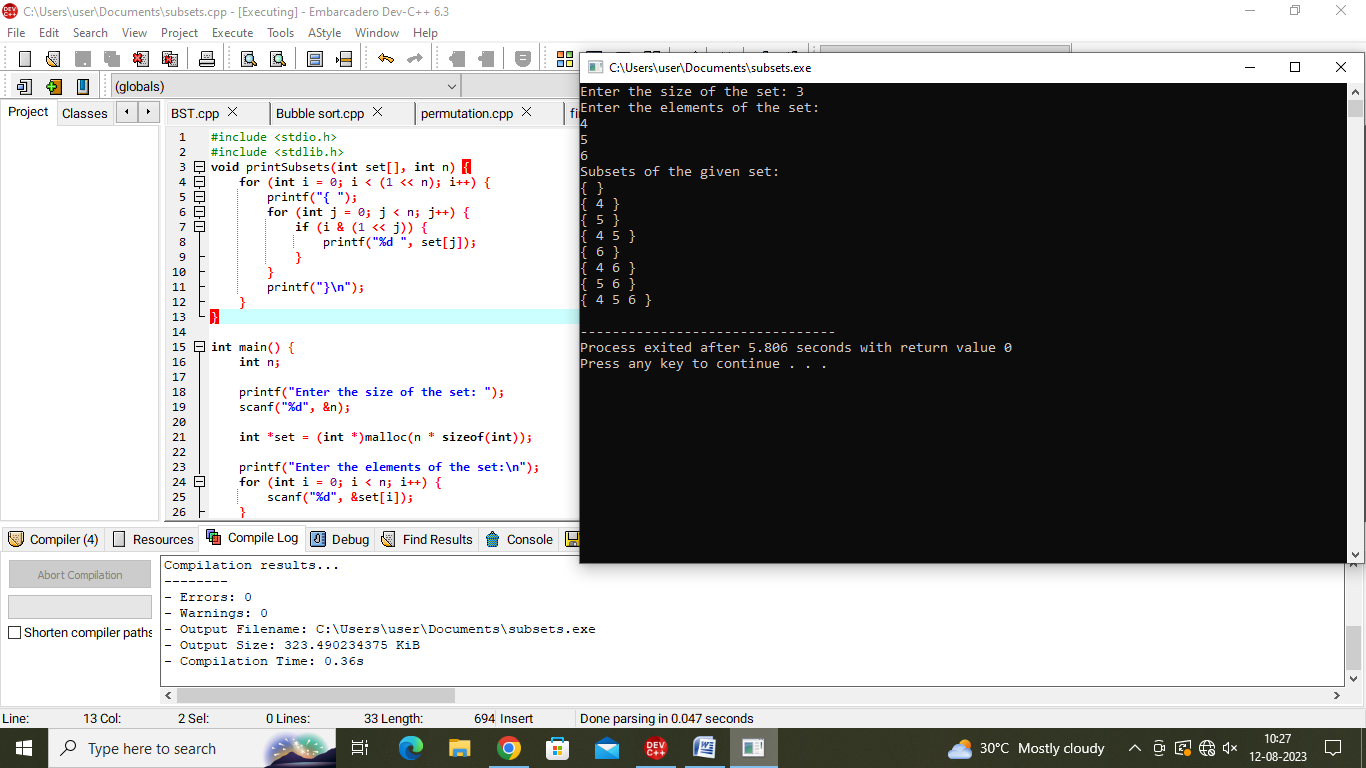 C:\Users\user\Documents\subsets.cpp - [Executing] - Embarcadero Dev-C++ 6.3
File Edit Search View Project Execute Tools AStyle Window Help
(globals)
Project Classes
BST.cpp Bubble sort.cpp permutation.cpp
1 #include <stdio.h>
2 #include <stdlib.h>
3 void printSubsets(int set[], int n) {
4     for (int i = 0; i < (1 << n); i++) {
5         printf("{ ");
6         for (int j = 0; j < n; j++) {
7             if (i & (1 << j)) {
8                 printf("%d ", set[j]);
9             }
10         }
11         printf("}\n");
12     }
13 }
14
15 int main() {
16     int n;
17
18     printf("Enter the size of the set: ");
19     scanf("%d", &n);
20
21     int *set = (int *)malloc(n * sizeof(int));
22
23     printf("Enter the elements of the set:\n");
24     for (int i = 0; i < n; i++) {
25         scanf("%d", &set[i]);
26     }
C:\Users\user\Documents\subsets.exe
Enter the size of the set: 3
Enter the elements of the set:
4
5
6
Subsets of the given set:
{ }
{ 4 }
{ 5 }
{ 4 5 }
{ 6 }
{ 4 6 }
{ 5 6 }
{ 4 5 6 }
--------------------------------
Process exited after 5.806 seconds with return value 0
Press any key to continue . . .
Compiler (4) Resources Compile Log Debug Find Results Console
Abort Compilation
Shorten compiler paths
Compilation results...
--------
- Errors: 0
- Warnings: 0
- Output Filename: C:\Users\user\Documents\subsets.exe
- Output Size: 323.490234375 KiB
- Compilation Time: 0.36s
Line: 13 Col: 2 Sel: 0 Lines: 33 Length: 694 Insert Done parsing in 0.047 seconds
Type here to search
30°C Mostly cloudy
10:27
12-08-2023